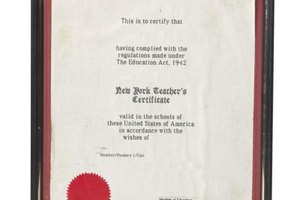 This is to certify that
having complied with the
regulations made under
The Education Act, 1942
New York Teacher's
Certificate
valid in the schools of
these United States of America
in accordance with the
wishes of